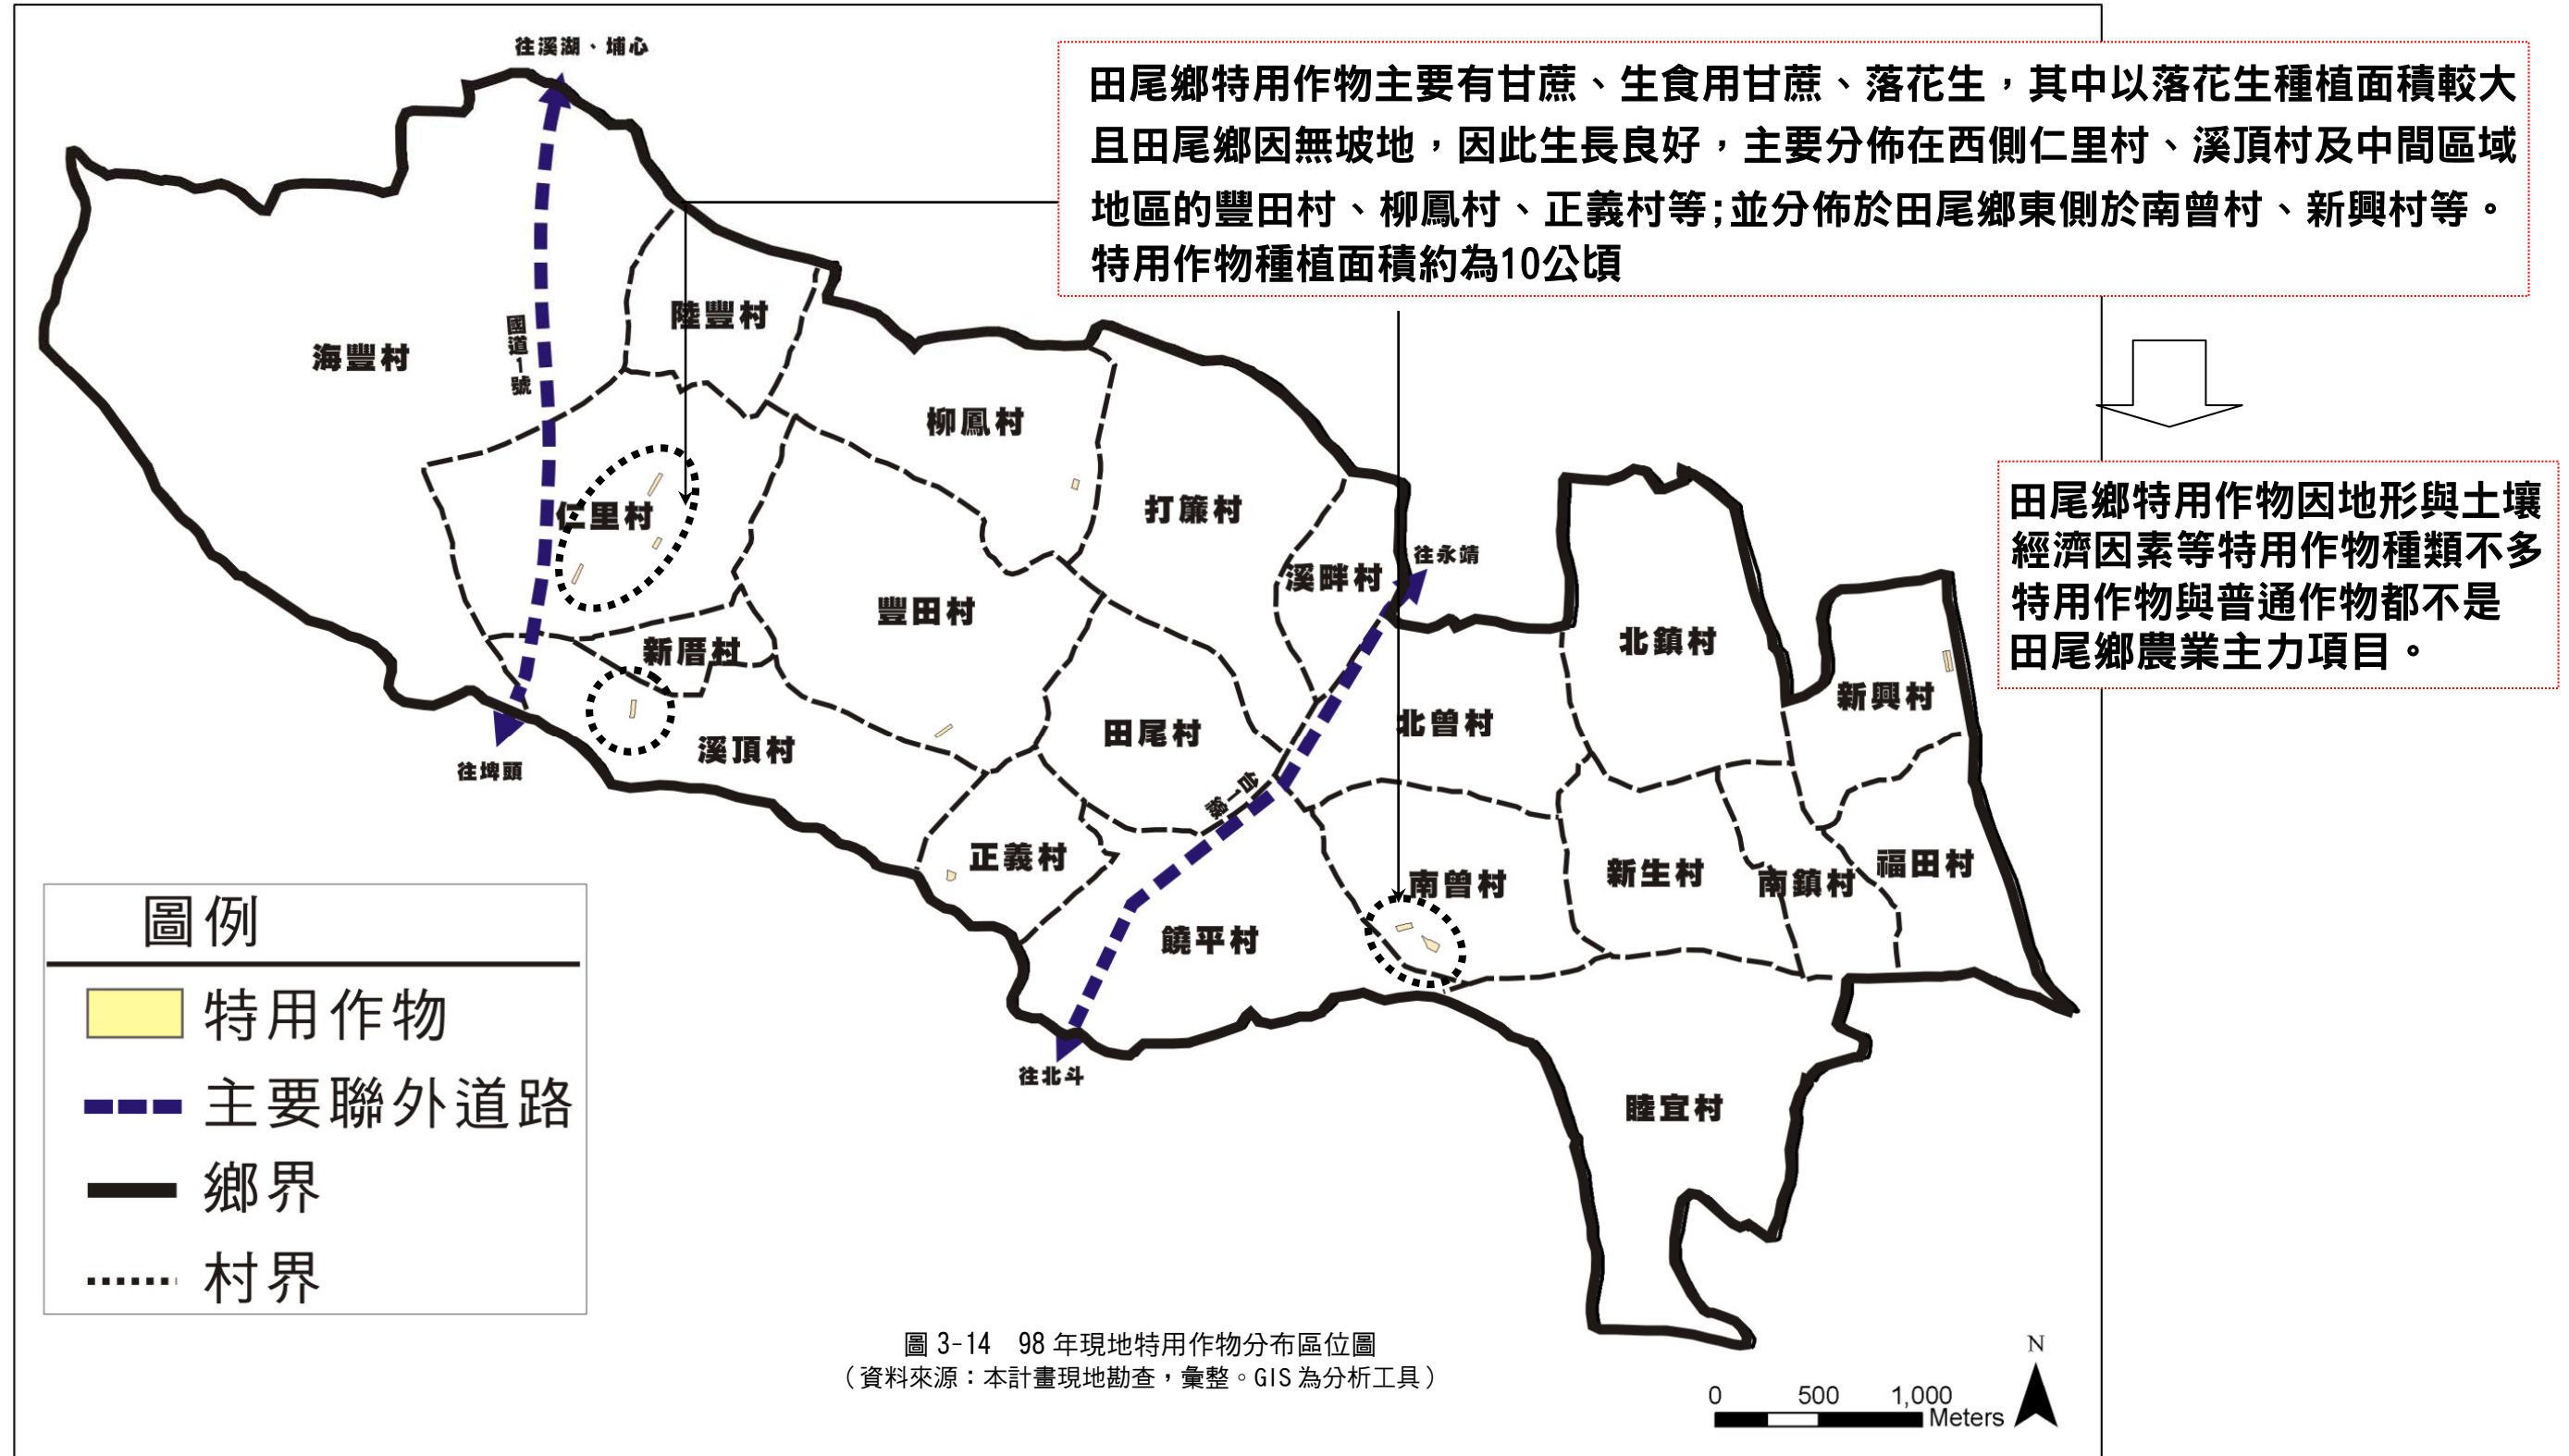 往溪湖、埔心
田尾鄉特用作物主要有甘蔗、生食用甘蔗、落花生，其中以落花生種植面積較大
且田尾鄉因無坡地，因此生長良好，主要分佈在西側仁里村、溪頂村及中間區域
地區的豐田村、柳鳳村、正義村等;並分佈於田尾鄉東側於南曾村、新興村等。
特用作物種植面積約為10公頃
陸豐村
海豐村
國道1號
柳鳳村
打簾村
仁里村
往永靖
溪畔村
田尾鄉特用作物因地形與土壤
經濟因素等特用作物種類不多
特用作物與普通作物都不是
田尾鄉農業主力項目。
豐田村
新厝村
北鎮村
新興村
北曾村
田尾村
溪頂村
往埤頭
台一號
正義村
南曾村
新生村
南鎮村
福田村
饒平村
往北斗
睦宜村
圖例
特用作物
主要聯外道路
鄉界
村界
圖 3-14 98 年現地特用作物分布區位圖
（資料來源：本計畫現地勘查，彙整。GIS 為分析工具）
N
0 500 1,000
Meters